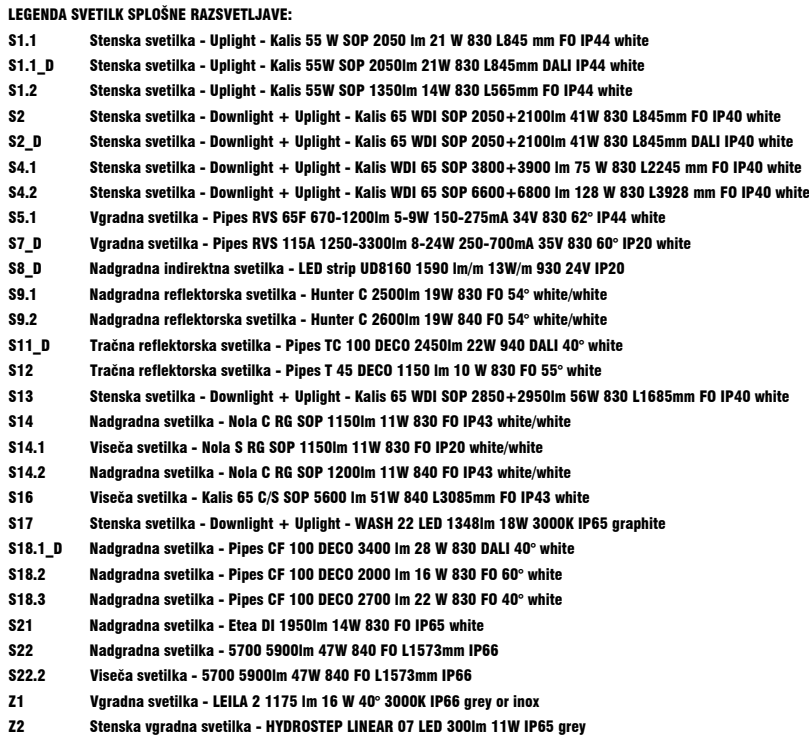 LEGENDA SVETILK SPLOŠNE RAZSVETLJAVE:
S1.1 Stenska svetilka - Uplight - Kalis 55 W SOP 2050 lm 21 W 830 L845 mm FO IP44 white
S1.1_D Stenska svetilka - Uplight - Kalis 55W SOP 2050lm 21W 830 L845mm DALI IP44 white
S1.2 Stenska svetilka - Uplight - Kalis 55W SOP 1350lm 14W 830 L565mm FO IP44 white
S2 Stenska svetilka - Downlight + Uplight - Kalis 65 WDI SOP 2050+2100lm 41W 830 L845mm FO IP40 white
S2_D Stenska svetilka - Downlight + Uplight - Kalis 65 WDI SOP 2050+2100lm 41W 830 L845mm DALI IP40 white
S4.1 Stenska svetilka - Downlight + Uplight - Kalis WDI 65 SOP 3800+3900 lm 75 W 830 L2245 mm FO IP40 white
S4.2 Stenska svetilka - Downlight + Uplight - Kalis WDI 65 SOP 6600+6800 lm 128 W 830 L3928 mm FO IP40 white
S5.1 Vgradna svetilka - Pipes RVS 65F 670-1200lm 5-9W 150-275mA 34V 830 62° IP44 white
S7_D Vgradna svetilka - Pipes RVS 115A 1250-3300lm 8-24W 250-700mA 35V 830 60° IP20 white
S8_D Nadgradna indirektna svetilka - LED strip UD8160 1590 lm/m 13W/m 930 24V IP20
S9.1 Nadgradna reflektorska svetilka - Hunter C 2500lm 19W 830 FO 54° white/white
S9.2 Nadgradna reflektorska svetilka - Hunter C 2600lm 19W 840 FO 54° white/white
S11_D Tračna reflektorska svetilka - Pipes TC 100 DECO 2450lm 22W 940 DALI 40° white
S12 Tračna reflektorska svetilka - Pipes T 45 DECO 1150 lm 10 W 830 FO 55° white
S13 Stenska svetilka - Downlight + Uplight - Kalis 65 WDI SOP 2850+2950lm 56W 830 L1685mm FO IP40 white
S14 Nadgradna svetilka - Nola C RG SOP 1150lm 11W 830 FO IP43 white/white
S14.1 Viseča svetilka - Nola S RG SOP 1150lm 11W 830 FO IP20 white/white
S14.2 Nadgradna svetilka - Nola C RG SOP 1200lm 11W 840 FO IP43 white/white
S16 Viseča svetilka - Kalis 65 C/S SOP 5600 lm 51W 840 L3085mm FO IP43 white
S17 Stenska svetilka - Downlight + Uplight - WASH 22 LED 1348lm 18W 3000K IP65 graphite
S18.1_D Nadgradna svetilka - Pipes CF 100 DECO 3400 lm 28 W 830 DALI 40° white
S18.2 Nadgradna svetilka - Pipes CF 100 DECO 2000 lm 16 W 830 FO 60° white
S18.3 Nadgradna svetilka - Pipes CF 100 DECO 2700 lm 22 W 830 FO 40° white
S21 Nadgradna svetilka - Etea DI 1950lm 14W 830 FO IP65 white
S22 Nadgradna svetilka - 5700 5900lm 47W 840 FO L1573mm IP66
S22.2 Viseča svetilka - 5700 5900lm 47W 840 FO L1573mm IP66
Z1 Vgradna svetilka - LEILA 2 1175 lm 16 W 40° 3000K IP66 grey or inox
Z2 Stenska vgradna svetilka - HYDROSTEP LINEAR 07 LED 300lm 11W IP65 grey